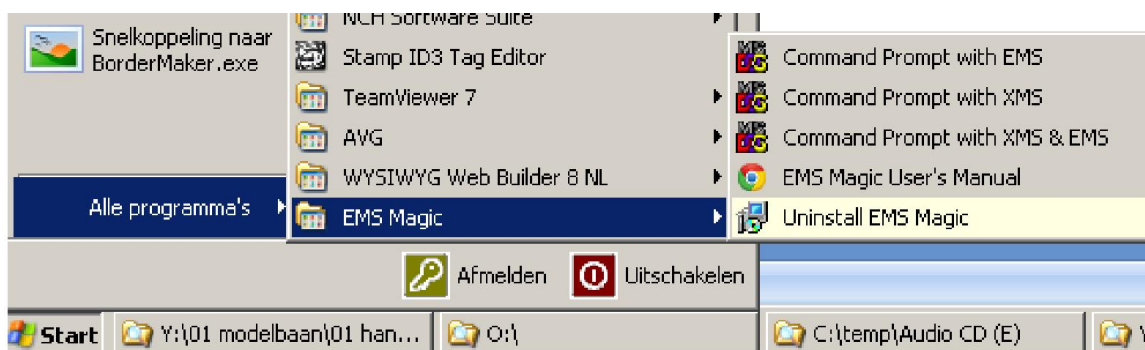 NCH Software Suite
Snelkoppeling naar
BorderMaker.exe
Stamp ID3 Tag Editor
TeamViewer 7
AVG
WYSIWYG Web Builder 8 NL
Alle programma's
EMS Magic
Command Prompt with EMS
Command Prompt with XMS
Command Prompt with XMS & EMS
EMS Magic User's Manual
Uninstall EMS Magic
Afmelden
Uitschakelen
Start
Y:\01 modelbaan\01 han...
O:\
C:\temp\Audio CD (E)